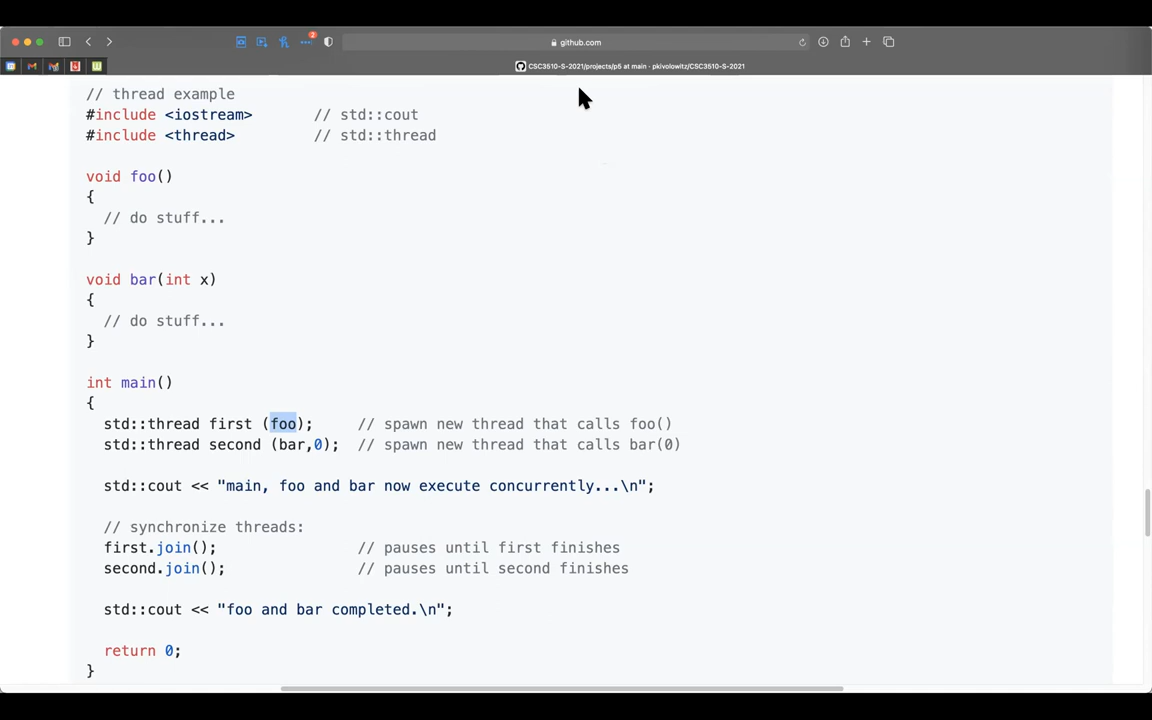 2
github.com
CSC3510-S-2021/projects/p5 at main · pkivolowitz/CSC3510-S-2021
// thread example
#include <iostream>       // std::cout
#include <thread>         // std::thread
void foo()
{
  // do stuff...
}
void bar(int x)
{
  // do stuff...
}
int main()
{
  std::thread first (foo);     // spawn new thread that calls foo()
  std::thread second (bar,0);  // spawn new thread that calls bar(0)
  std::cout << "main, foo and bar now execute concurrently...\n";
  // synchronize threads:
  first.join();                // pauses until first finishes
  second.join();               // pauses until second finishes
  std::cout << "foo and bar completed.\n";
  return 0;
}